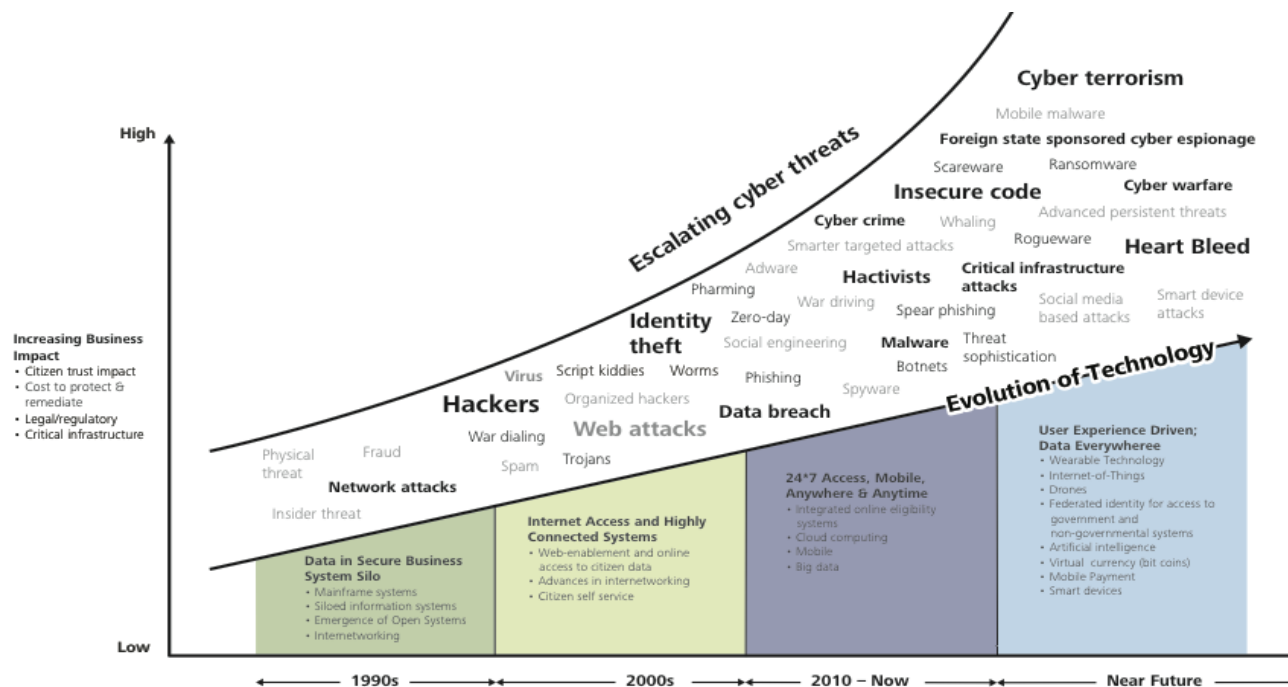 Cyber terrorism
Mobile malware
High
Foreign state sponsored cyber espionage
Escalating cyber threats
Scareware
Ransomware
Insecure code
Cyber warfare
Cyber crime
Whaling
Advanced persistent threats
Smarter targeted attacks
Rogueware
Heart Bleed
Adware
Hactivists
Critical infrastructure
attacks
Pharming
War driving
Spear phishing
Social media
based attacks
Smart device
attacks
Identity
theft
Zero-day
Social engineering
Malware
Threat
sophistication
Increasing Business
Impact
• Citizen trust impact
• Cost to protect &
remediate
• Legal/regulatory
• Critical infrastructure
Virus
Script kiddies
Worms
Phishing
Botnets
Spyware
Evolution of Technology
Hackers
Organized hackers
Data breach
War dialing
Web attacks
Physical
threat
Fraud
Spam
Trojans
Network attacks
Insider threat
Data in Secure Business
System Silo
• Mainframe systems
• Siloed information systems
• Emergence of Open Systems
• Internetworking
Internet Access and Highly
Connected Systems
• Web-enablement and online
access to citizen data
• Advances in internetworking
• Citizen self service
24*7 Access, Mobile,
Anywhere & Anytime
• Integrated online eligibility
systems
• Cloud computing
• Mobile
• Big data
User Experience Driven;
Data Everywheree
• Wearable Technology
• Internet-of-Things
• Drones
• Federated identity for access to
government and
non-governmental systems
• Artificial intelligence
• Virtual currency (bit coins)
• Mobile Payment
• Smart devices
Low
1990s
2000s
2010 – Now
Near Future